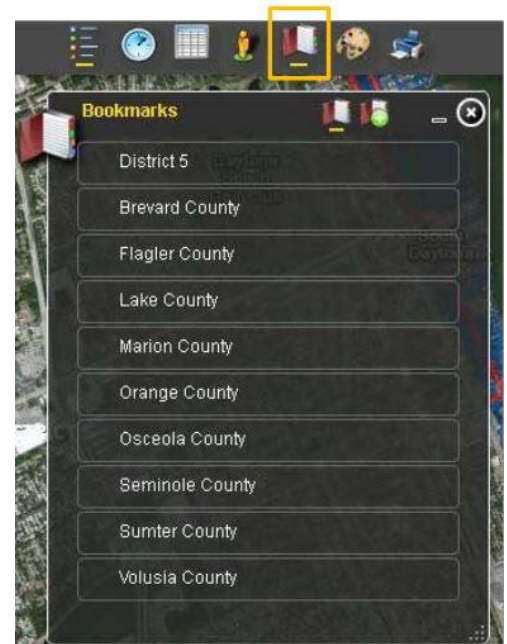 Bookmarks
District 5
Brevard County
Flagler County
Lake County
Marion County
Orange County
Osceola County
Seminole County
Sumter County
Volusia County